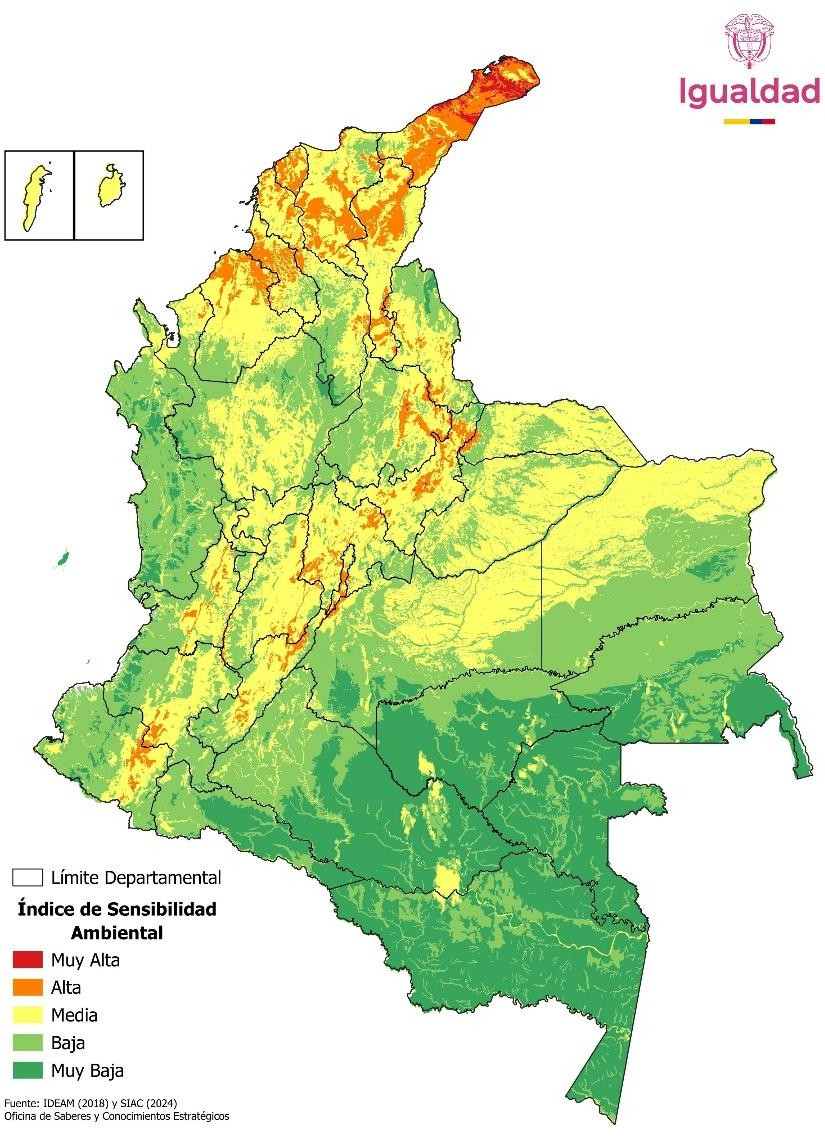 Igualdad
Límite Departamental
Índice de Sensibilidad
Ambiental
Muy Alta
Alta
Media
Baja
Muy Baja
Fuente: IDEAM (2018) y SIAC (2024)
Oficina de Saberes y Conocimientos Estratégicos